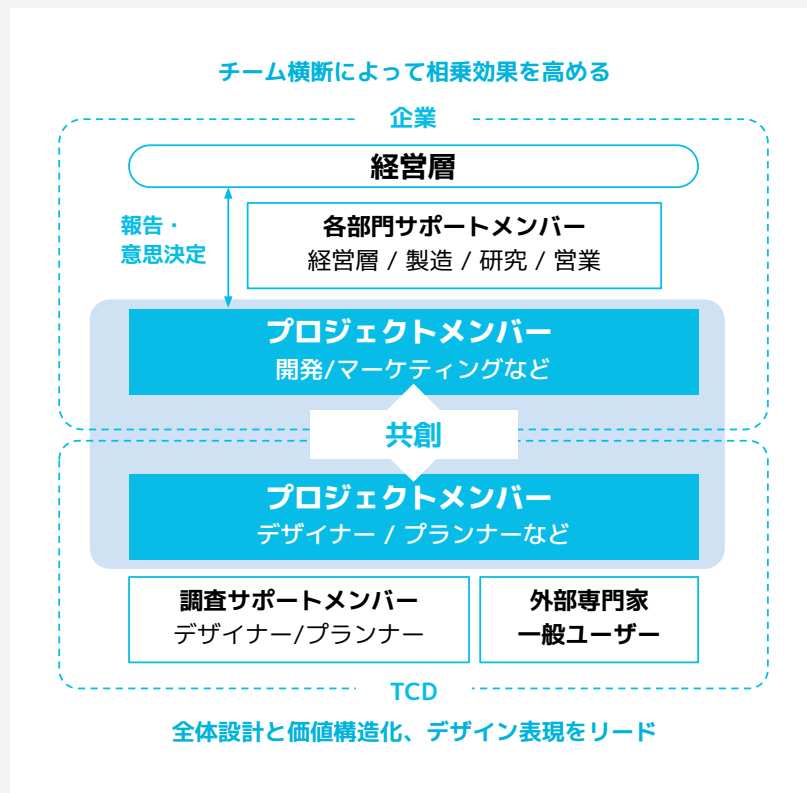 チーム横断によって相乗効果を高める
企業
経営層
報告・
意思決定
各部門サポートメンバー
経営層 / 製造 / 研究 / 営業
プロジェクトメンバー
開発/マーケティングなど
共創
プロジェクトメンバー
デザイナー / プランナーなど
調査サポートメンバー
デザイナー/プランナー
外部専門家
一般ユーザー
TCD
全体設計と価値構造化、デザイン表現をリード